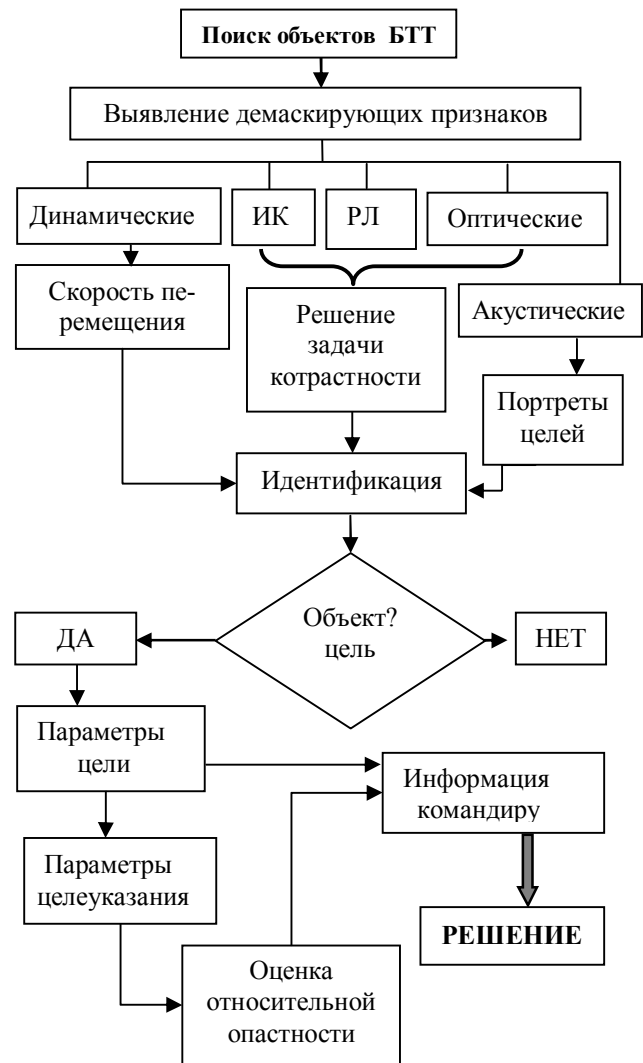 Поиск объектов БТТ
Выявление демаскирующих признаков
Динамические
ИК
РЛ
Оптические
Скорость пе-
ремещения
Решение
задачи
котрастности
Акустические
Портреты
целей
Идентификация
Объект?
цель
ДА
НЕТ
Параметры
цели
Информация
командиру
Параметры
целеуказания
РЕШЕНИЕ
Оценка
относительной
опастности